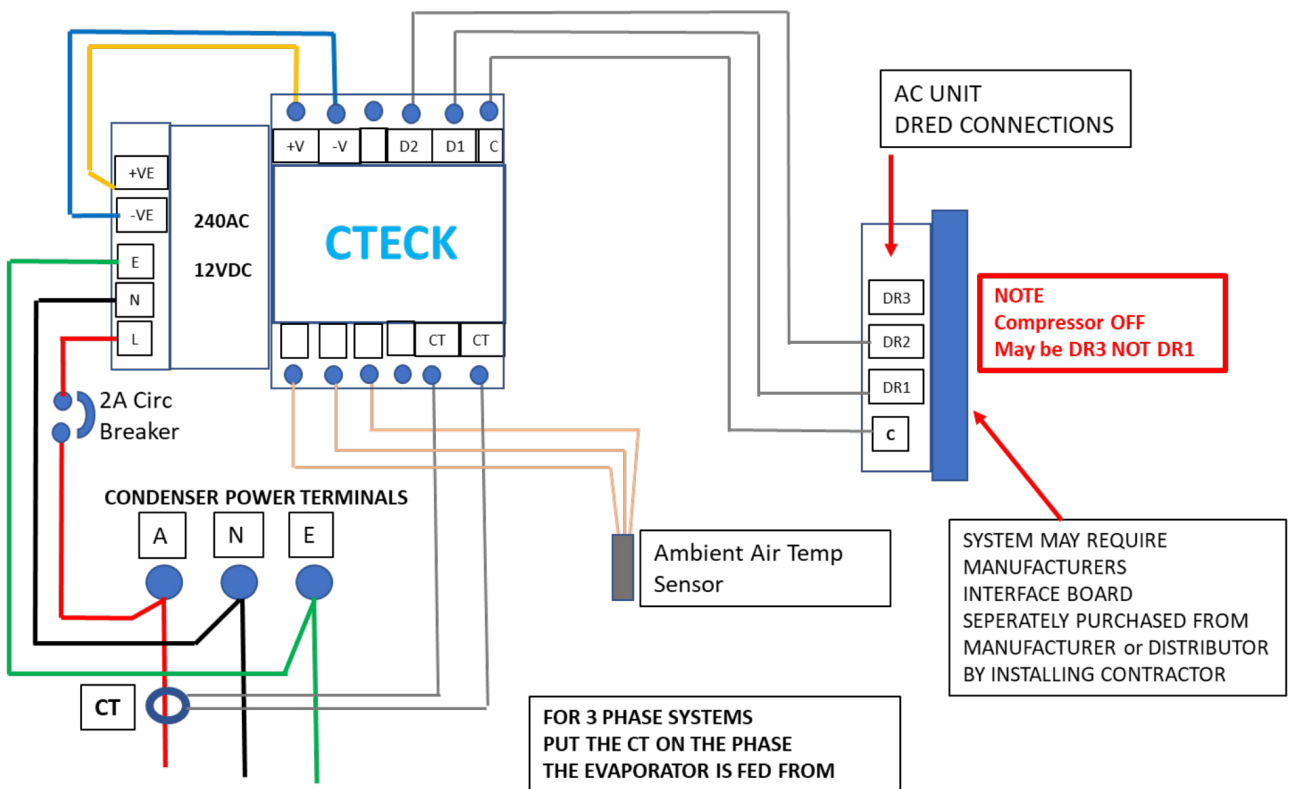 +V
-V
D2
D1
C
AC UNIT
DRED CONNECTIONS
+VE
-VE
E
N
L
240AC
12VDC
CTECK
CT
CT
DR3
DR2
DR1
C
NOTE
Compressor OFF
May be DR3 NOT DR1
2A Circ
Breaker
CONDENSER POWER TERMINALS
A
N
E
Ambient Air Temp
Sensor
SYSTEM MAY REQUIRE
MANUFACTURERS
INTERFACE BOARD
SEPERATELY PURCHASED FROM
MANUFACTURER or DISTRIBUTOR
BY INSTALLING CONTRACTOR
CT
FOR 3 PHASE SYSTEMS
PUT THE CT ON THE PHASE
THE EVAPORATOR IS FED FROM